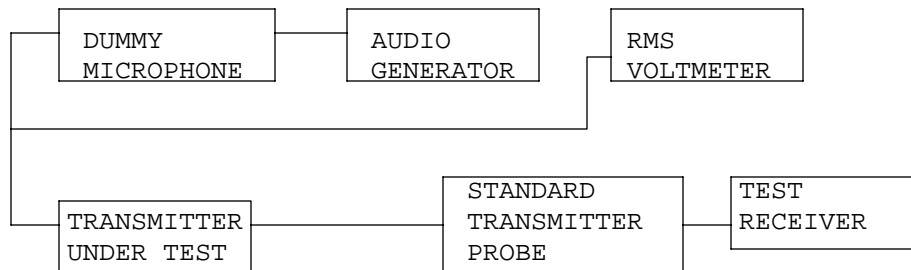 DUMMY
MICROPHONE
AUDIO
GENERATOR
RMS
VOLTMETER
TRANSMITTER
UNDER TEST
STANDARD
TRANSMITTER
PROBE
TEST
RECEIVER